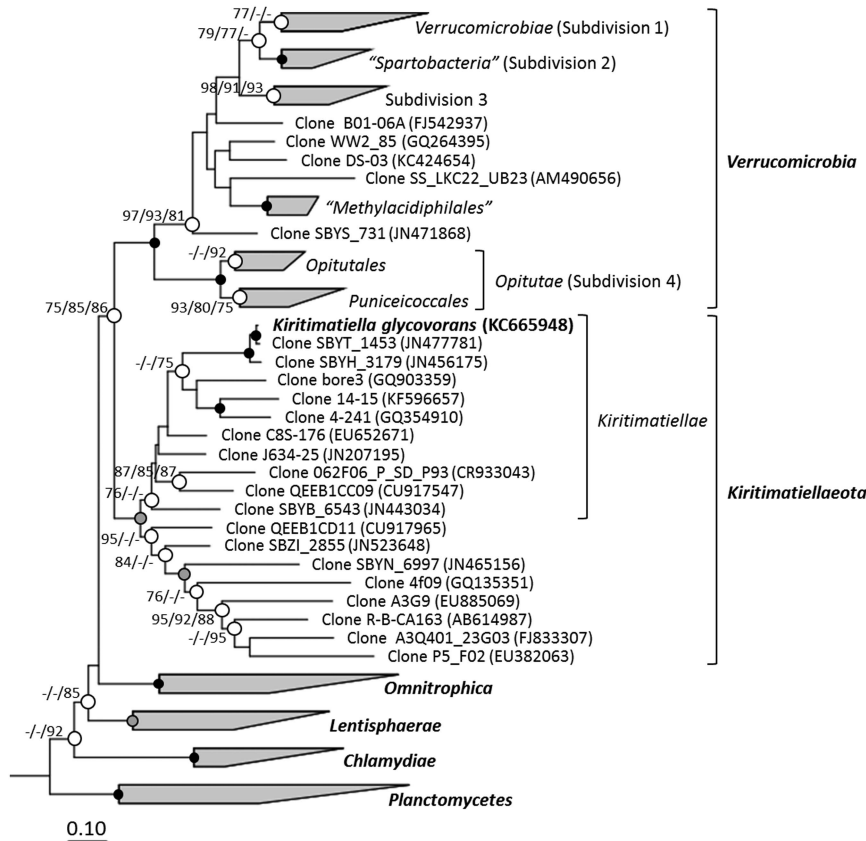 77/-/-
Verrucomicrobiae (Subdivision 1)
79/77/-
“Spartobacteria” (Subdivision 2)
98/91/93
Subdivision 3
Clone B01-06A (FJ542937)
Clone WW2_85 (GQ264395)
Clone DS-03 (KC424654)
Verrucomicrobia
Clone SS_LKC22_UB23 (AM490656)
“Methylacidiphilales”
97/93/81
Clone SBYS_731 (JN471868)
-/-/92
Opitutales
Opitutae (Subdivision 4)
93/80/75
Puniceicoccales
75/85/86
Kiritimatiella glycovorans (KC665948)
Clone SBYT_1453 (JN477781)
-/-/75
Clone SBYH_3179 (JN456175)
Clone bore3 (GQ903359)
Clone 14-15 (KF596657)
Clone 4-241 (GQ354910)
Kiritimatiellae
Clone C8S-176 (EU652671)
Clone J634-25 (JN207195)
87/85/87
Clone 062F06_P_SD_P93 (CR933043)
76/-/-
Clone QEEB1CC09 (CU917547)
Kiritimatiellaeota
Clone SBYB_6543 (JN443034)
Clone QEEB1CD11 (CU917965)
95/-/-
Clone SBZI_2855 (JN523648)
84/-/-
Clone SBYN_6997 (JN465156)
Clone 4f09 (GQ135351)
76/-/-
Clone A3G9 (EU885069)
95/92/88
Clone R-B-CA163 (AB614987)
-/-/95
Clone A3Q401_23G03 (FJ833307)
Clone P5_F02 (EU382063)
-/-/85
Omnitrophica
Lentisphaerae
-/-/92
Chlamydiae
Planctomycetes
0.10